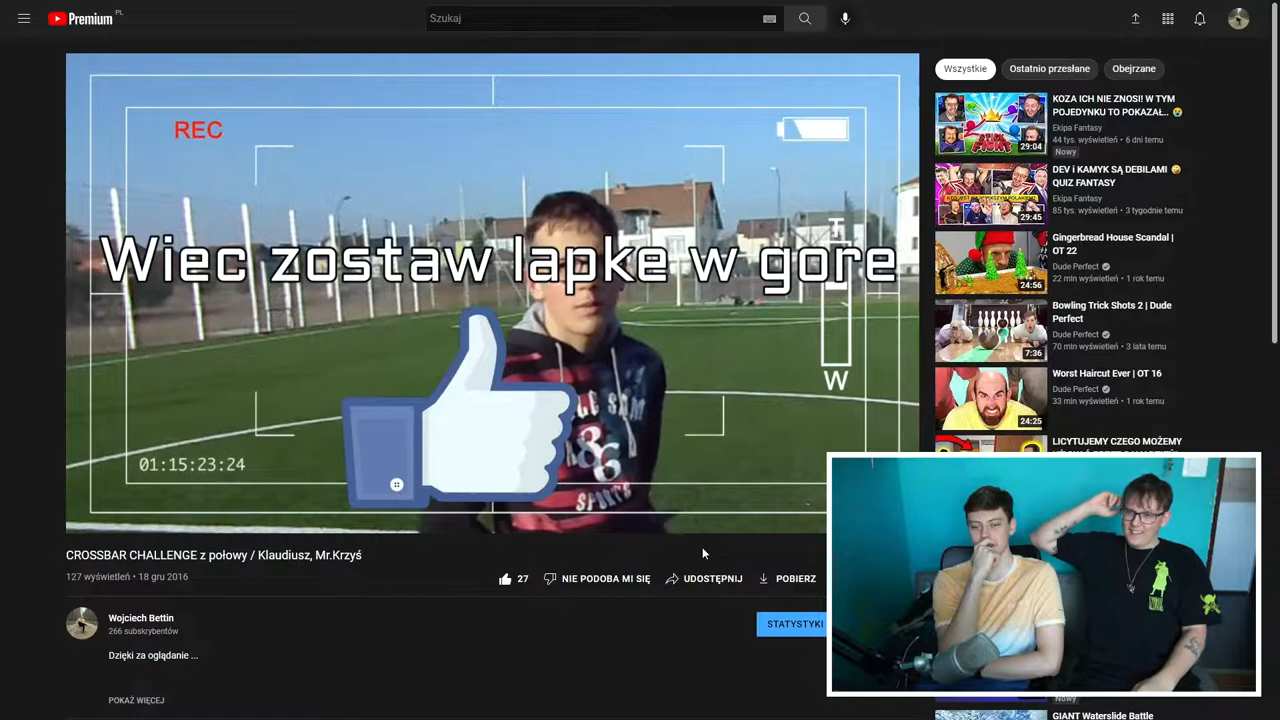 Premium PL
Szukaj
REC
Wiec zostaw lapke w gore
T
W
01:15:23:24
CROSSBAR CHALLENGE z połowy / Klaudiusz, Mr.Krzyś
127 wyświetleń • 18 gru 2016
27
NIE PODOBA MI SIĘ
UDOSTĘPNIJ
POBIERZ
Wojciech Bettin
266 subskrybentów
STATYSTYKI
Dzięki za oglądanie ...
POKAŻ WIĘCEJ
Wszystkie
Ostatnio przesłane
Obejrzane
KOZA ICH NIE ZNOSI! W TYM
POJEDYNKU TO POKAZAŁ.. 😭
Ekipa Fantasy
44 tys. wyświetleń • 6 dni temu
Nowy
29:04
DEV i KAMYK SĄ DEBILAMI 🤪
QUIZ FANTASY
Ekipa Fantasy
85 tys. wyświetleń • 3 tygodnie temu
29:45
Gingerbread House Scandal |
OT 22
Dude Perfect
22 mln wyświetleń • 1 rok temu
24:56
Bowling Trick Shots 2 | Dude
Perfect
Dude Perfect
70 mln wyświetleń • 3 lata temu
7:36
Worst Haircut Ever | OT 16
Dude Perfect
33 mln wyświetleń • 1 rok temu
24:25
LICYTUJEMY CZEGO MOŻEMY
Nowy
GIANT Waterslide Battle